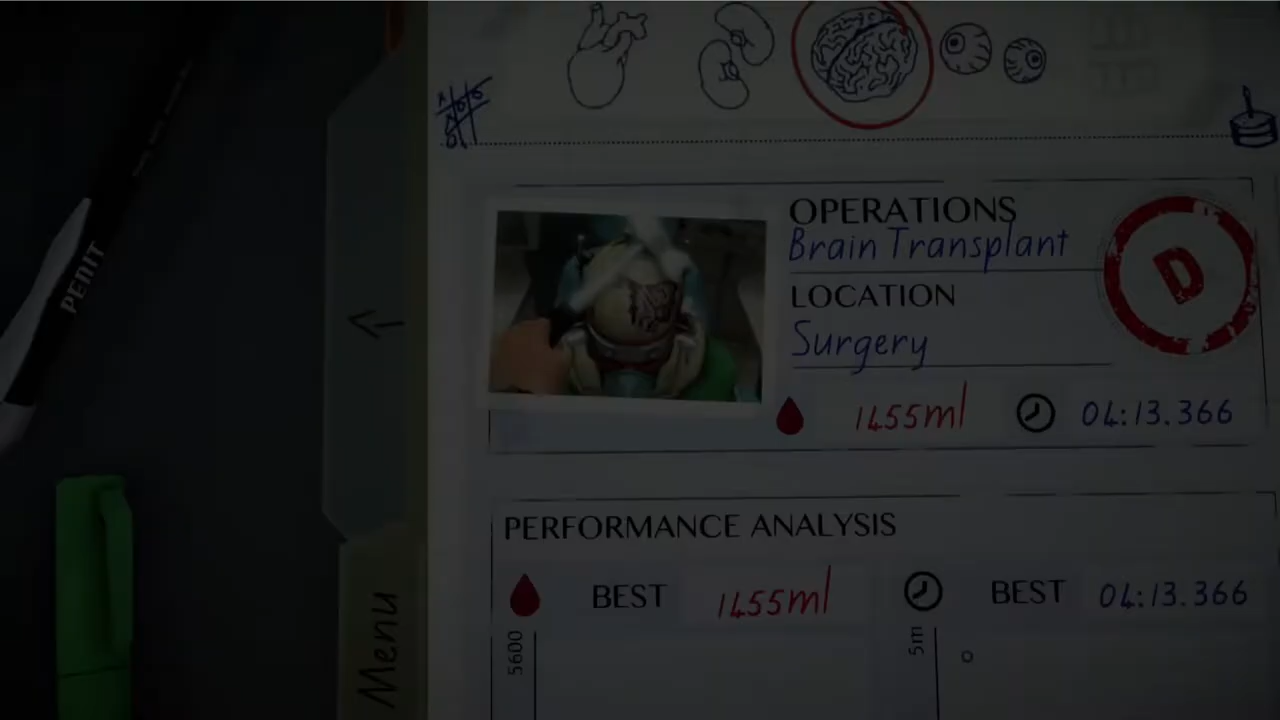 OPERATIONS
Brain Transplant
LOCATION
Surgery
D
1455ml
04:13.366
PERFORMANCE ANALYSIS
BEST 1455ml
BEST 04:13.366
5600
5m
PENIT
Menu